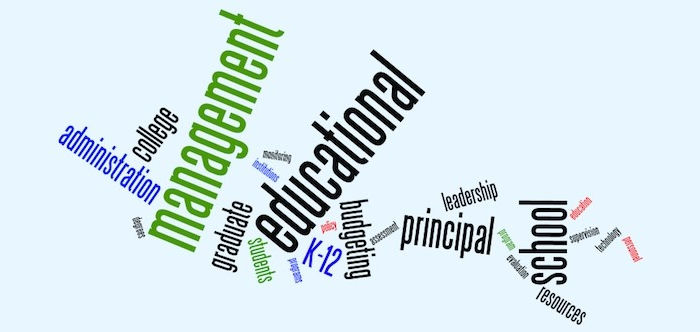 management
educational
college
administration
degrees
monitoring
institutions
graduate
students
policy
K-12
programs
budgeting
assessment
leadership
principal
program
evaluation
school
education
supervision
technology
personnel
resources